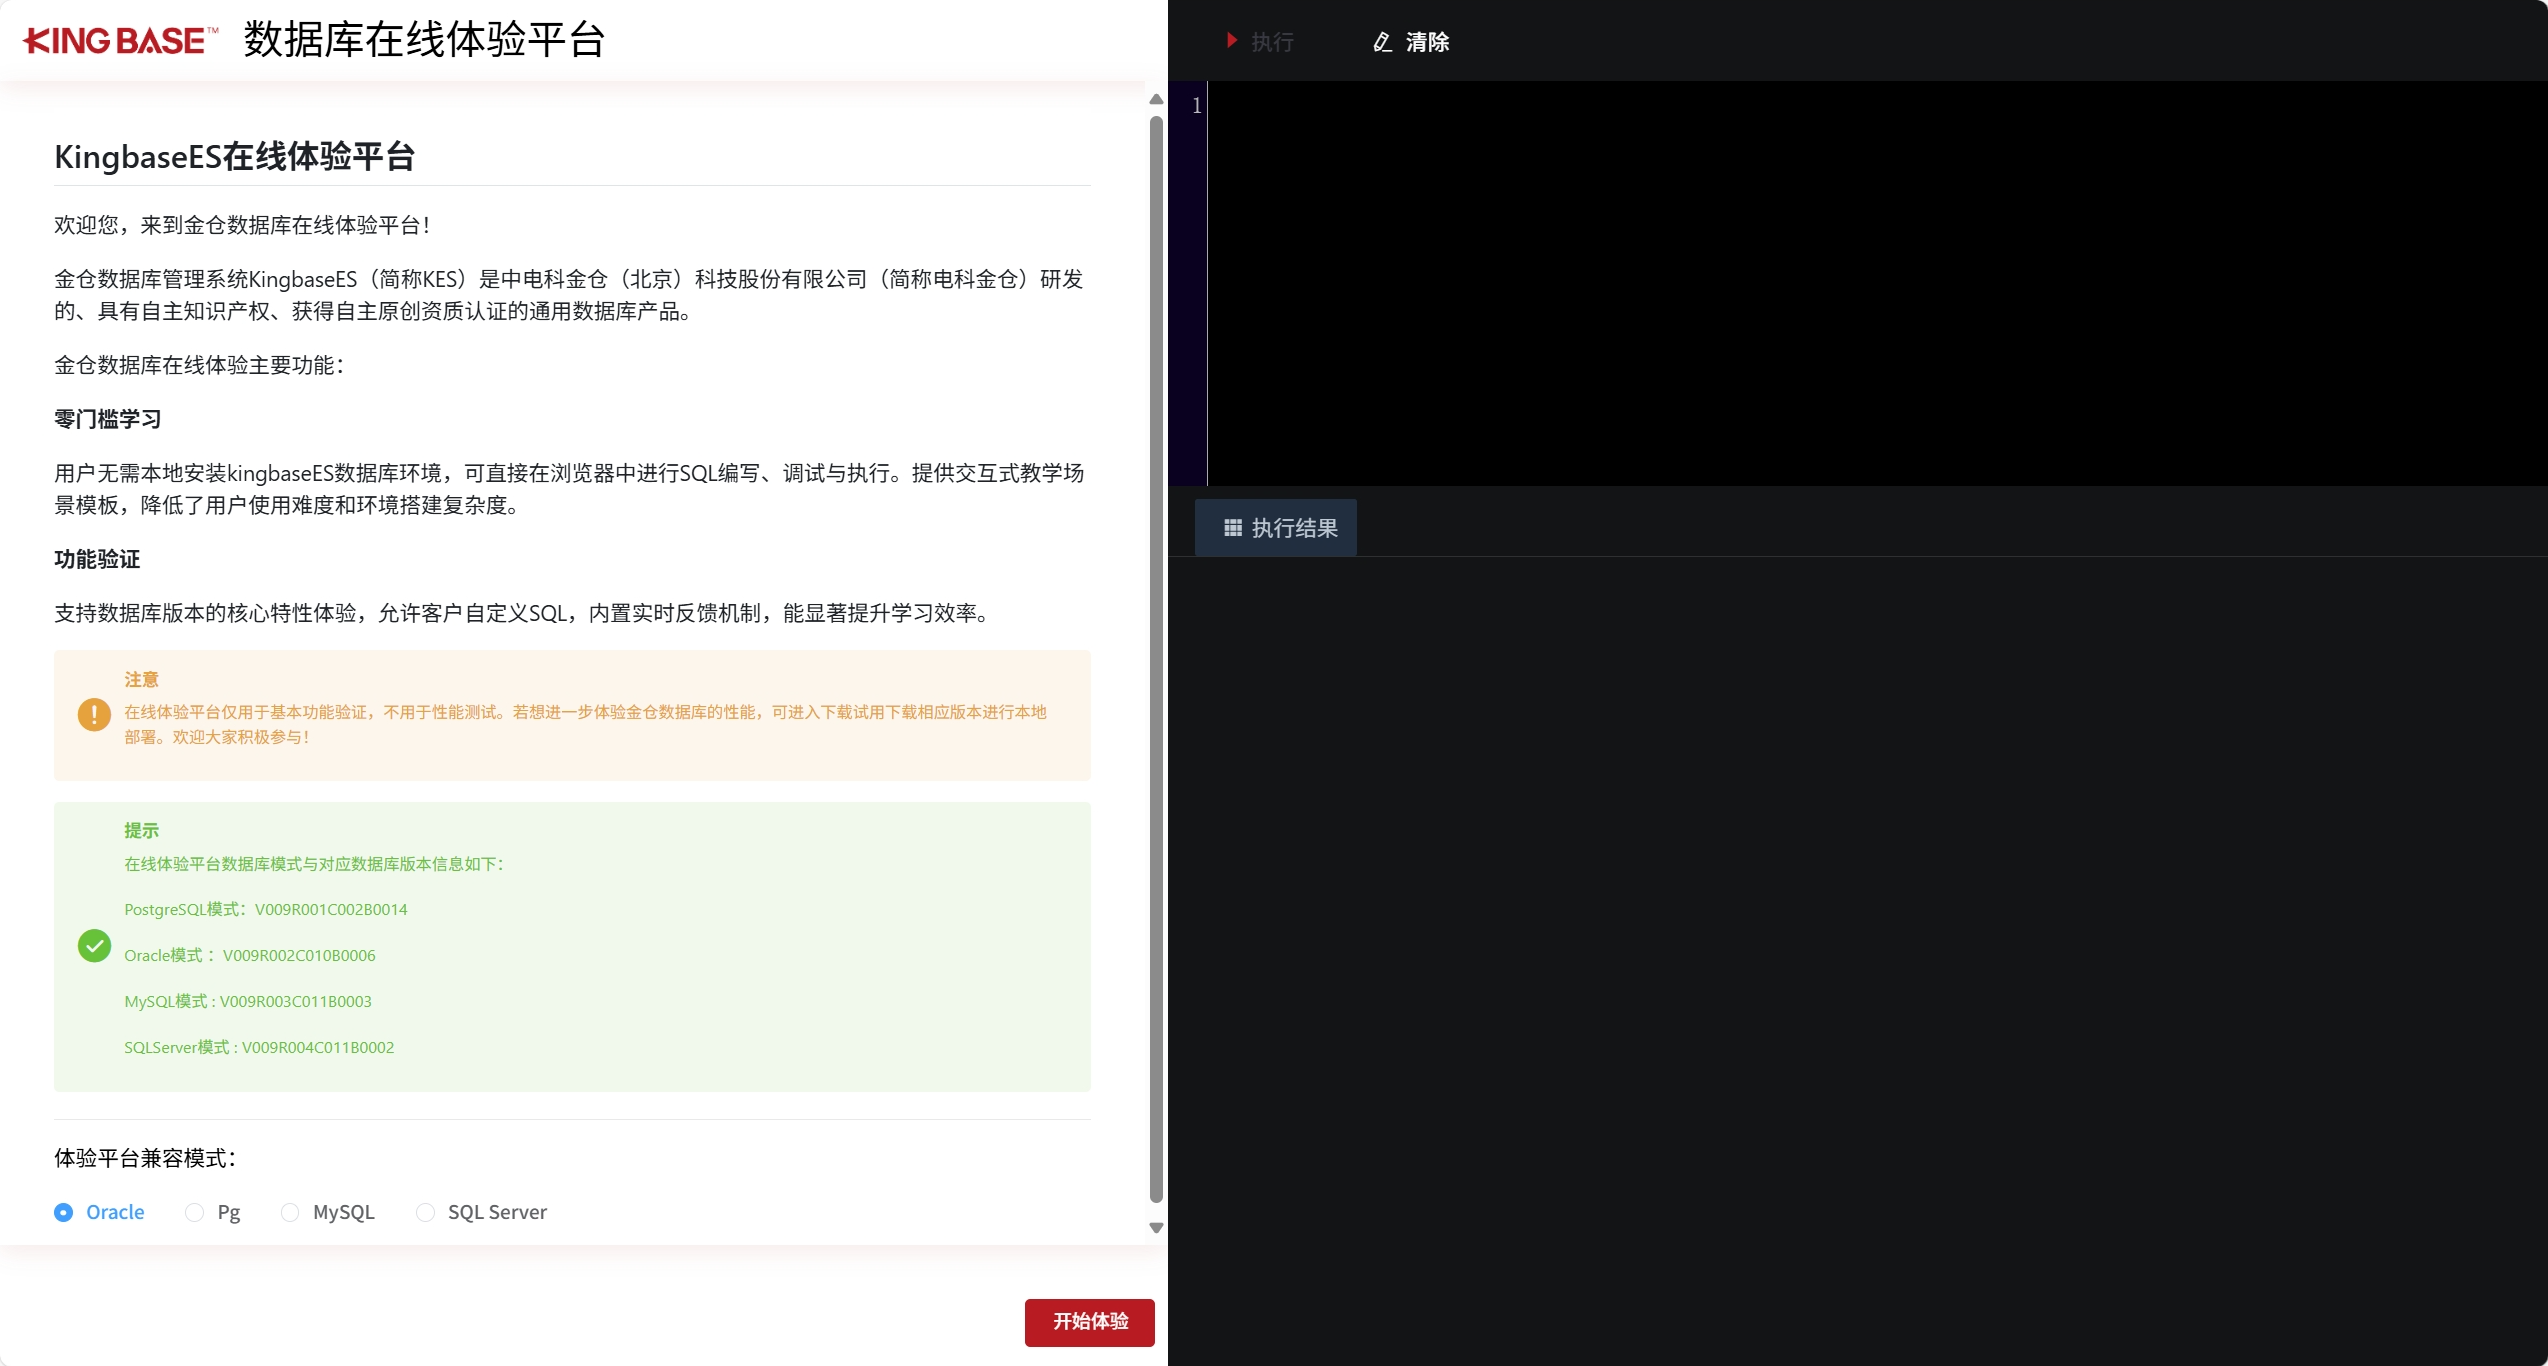 KINGBASE™ 数据库在线体验平台
KingbaseES在线体验平台
欢迎您，来到金仓数据库在线体验平台！
金仓数据库管理系统KingbaseES（简称KES）是中电科金仓（北京）科技股份有限公司（简称电科金仓）研发
的、具有自主知识产权、获得自主原创资质认证的通用数据库产品。
金仓数据库在线体验主要功能：
零门槛学习
用户无需本地安装kingbaseES数据库环境，可直接在浏览器中进行SQL编写、调试与执行。提供交互式教学场
景模板，降低了用户使用难度和环境搭建复杂度。
功能验证
支持数据库版本的核心特性体验，允许客户自定义SQL，内置实时反馈机制，能显著提升学习效率。
注意
在线体验平台仅用于基本功能验证，不用于性能测试。若想进一步体验金仓数据库的性能，可进入下载试用下载相应版本进行本地
部署。欢迎大家积极参与！
提示
在线体验平台数据库模式与对应数据库版本信息如下：
PostgreSQL模式：V009R001C002B0014
Oracle模式 ：V009R002C010B0006
MySQL模式 : V009R003C011B0003
SQLServer模式 : V009R004C011B0002
体验平台兼容模式：
Oracle Pg MySQL SQL Server
开始体验
执行 清除
1
执行结果